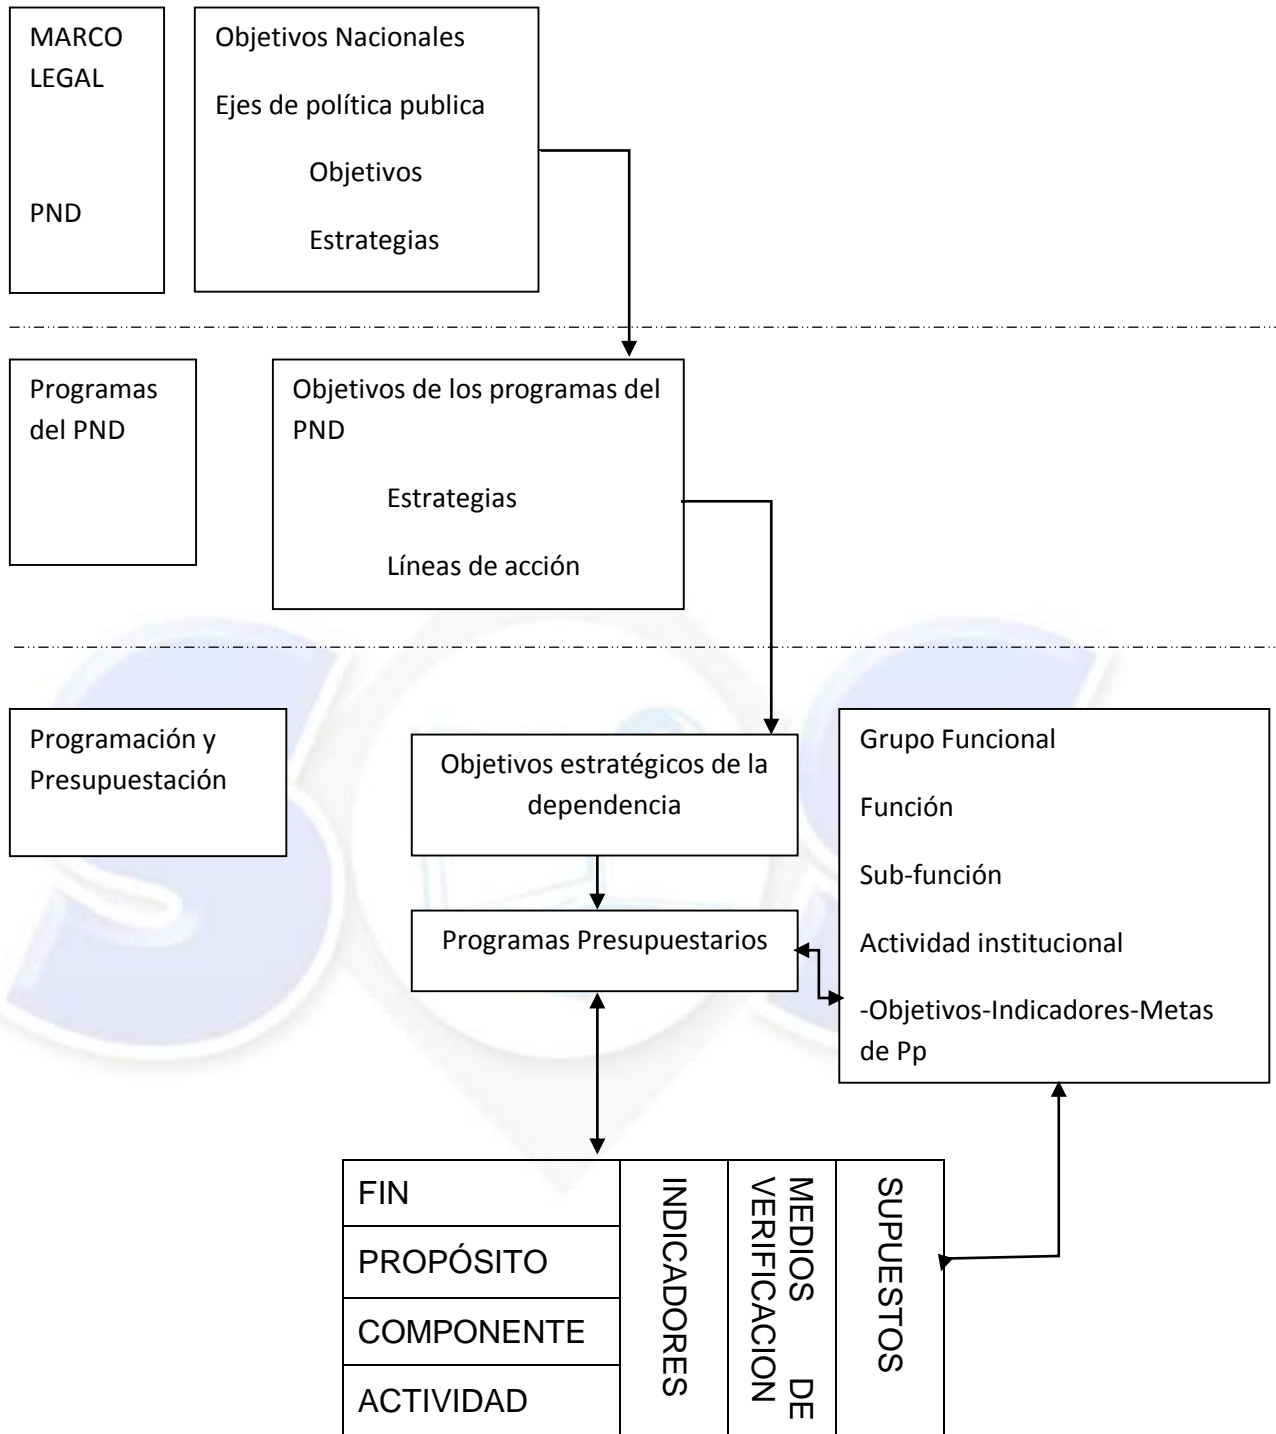 MARCO
LEGAL
PND
Objetivos Nacionales
Ejes de política publica
Objetivos
Estrategias
Programas
del PND
Objetivos de los programas del
PND
Estrategias
Líneas de acción
Programación y
Presupuestación
Objetivos estratégicos de la
dependencia
Programas Presupuestarios
Grupo Funcional
Función
Sub-función
Actividad institucional
-Objetivos-Indicadores-Metas
de Pp
FIN
PROPÓSITO
COMPONENTE
ACTIVIDAD
INDICADORES
MEDIOS DE
VERIFICACION
SUPUESTOS
SOS